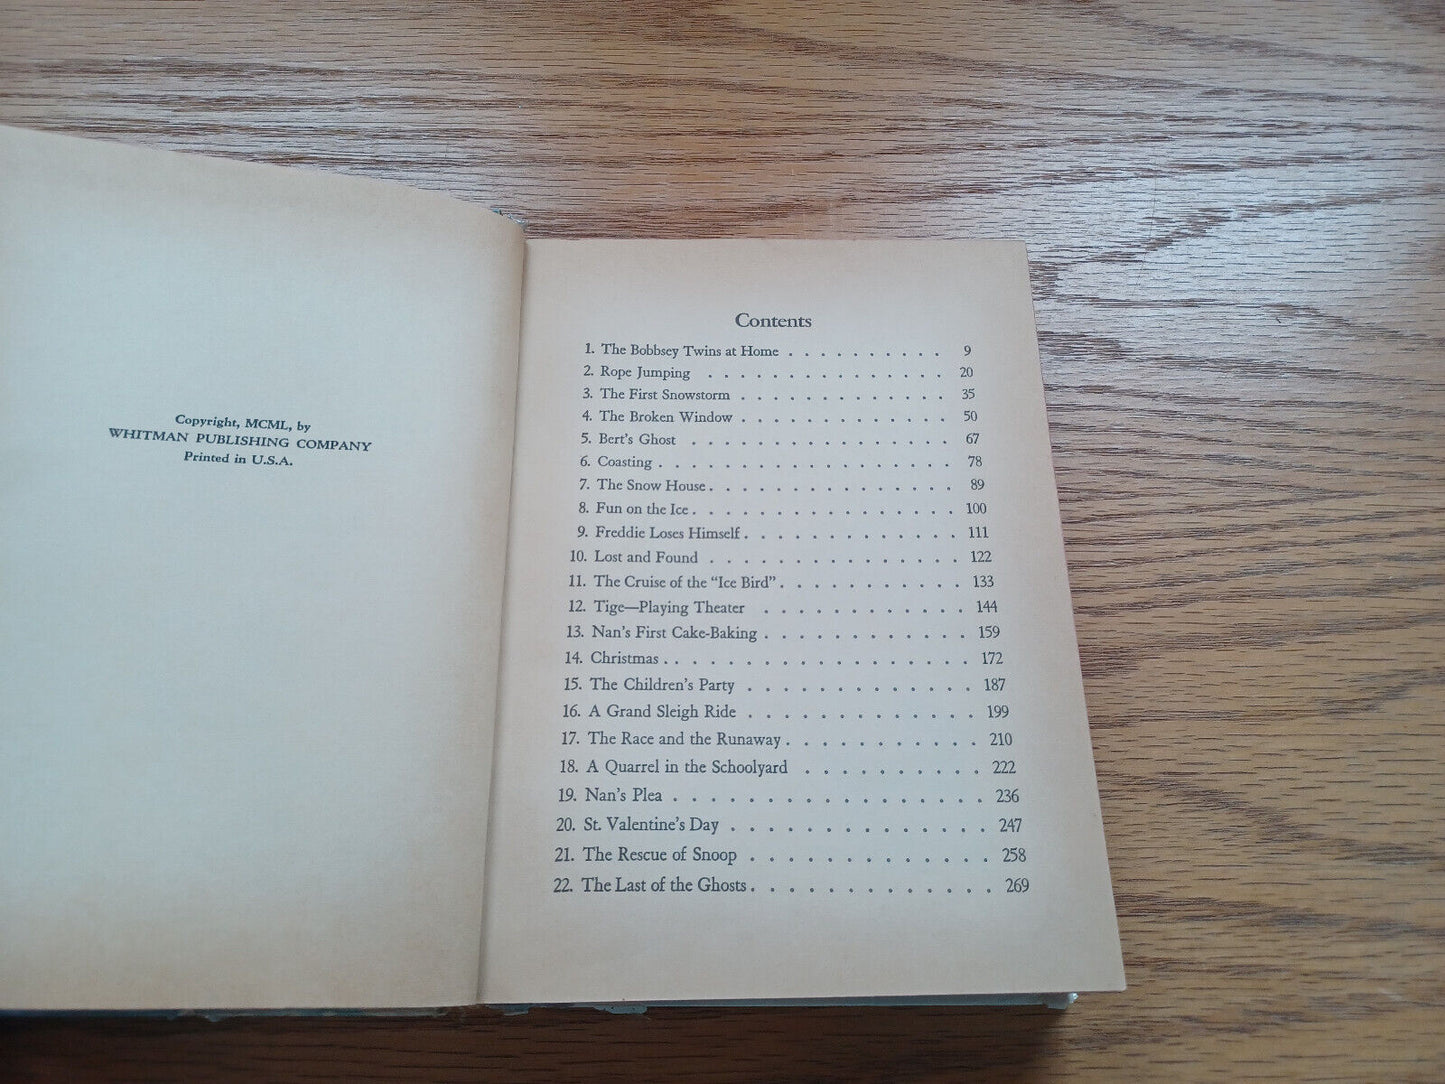 Copyright, MCML, by
WHITMAN PUBLISHING COMPANY
Printed in U.S.A.
Contents
1. The Bobbsey Twins at Home . . . . . . . . . . 9
2. Rope Jumping . . . . . . . . . . . . . . 20
3. The First Snowstorm . . . . . . . . . . . . . 35
4. The Broken Window . . . . . . . . . . . . . 50
5. Bert's Ghost . . . . . . . . . . . . . . . 67
6. Coasting . . . . . . . . . . . . . . . . . 78
7. The Snow House . . . . . . . . . . . . . . 89
8. Fun on the Ice . . . . . . . . . . . . . . . 100
9. Freddie Loses Himself . . . . . . . . . . . . 111
10. Lost and Found . . . . . . . . . . . . . . 122
11. The Cruise of the "Ice Bird" . . . . . . . . . . 133
12. Tige—Playing Theater . . . . . . . . . . . 144
13. Nan's First Cake-Baking . . . . . . . . . . . 159
14. Christmas . . . . . . . . . . . . . . . . . 172
15. The Children's Party . . . . . . . . . . . . 187
16. A Grand Sleigh Ride . . . . . . . . . . . . 199
17. The Race and the Runaway . . . . . . . . . . 210
18. A Quarrel in the Schoolyard . . . . . . . . . 222
19. Nan's Plea . . . . . . . . . . . . . . . . 236
20. St. Valentine's Day . . . . . . . . . . . . . 247
21. The Rescue of Snoop . . . . . . . . . . . . 258
22. The Last of the Ghosts . . . . . . . . . . . . 269